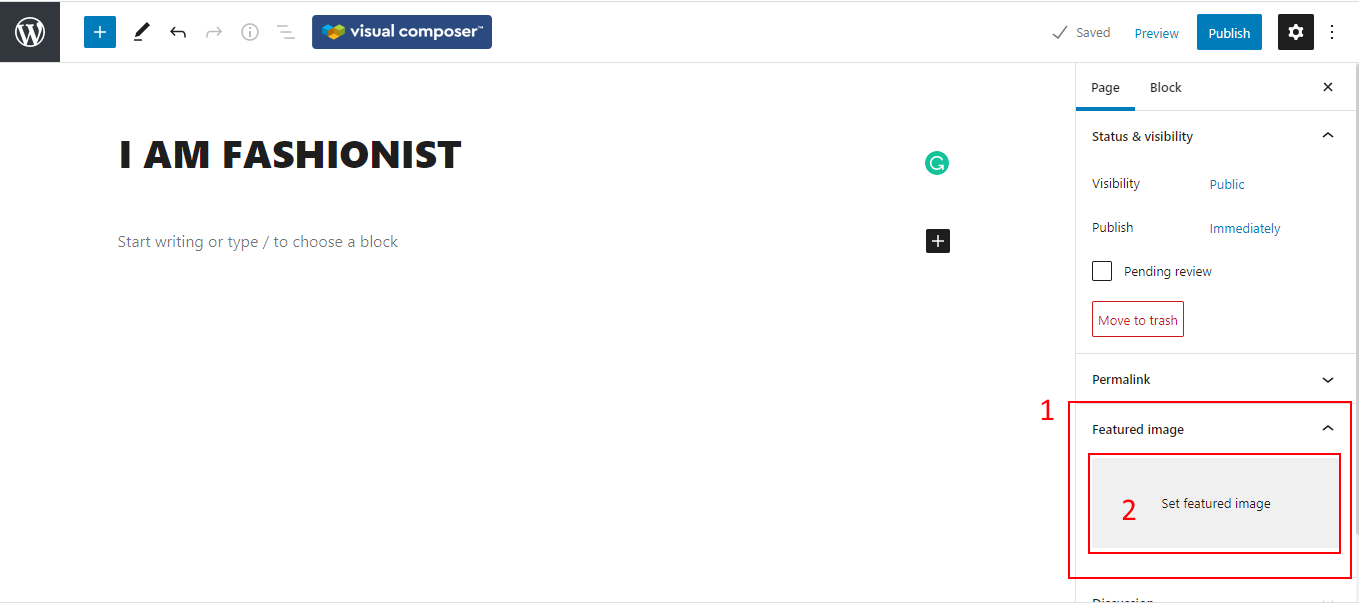 visual composer™
Saved
Preview
Publish
Page
Block
I AM FASHIONIST
Start writing or type / to choose a block
Status & visibility
Visibility
Public
Publish
Immediately
Pending review
Move to trash
Permalink
1
Featured image
2
Set featured image
Discussion